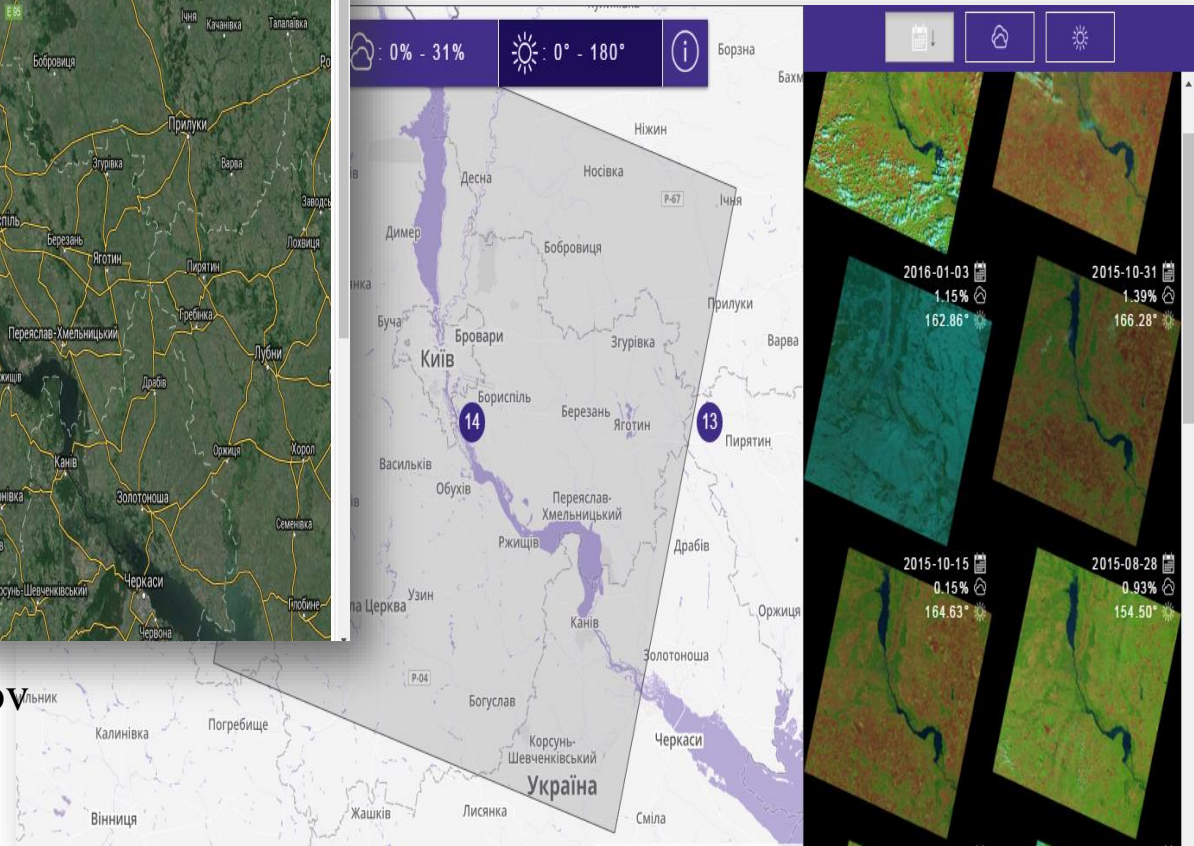 E 95
Ічня
Качанівка
Талалаївка
Бобровиця
Прилуки
Згурівка
Варва
Березань
Яготин
Пирятин
Лохвиця
Гребінка
Переяслав-Хмельницький
Лубни
Драбів
Канів
Оржиця
Хорол
Золотоноша
Семенівка
Черкаси
Глобине
Червона
: 0% - 31%
: 0° - 180°
i
Борзна
Ніжин
Десна
Носівка
P-67
Ічня
Димер
Бобровиця
Прилуки
Буча
Бровари
Київ
Згурівка
Варва
Бориспіль
14
Березань
Яготин
13
Пирятин
Васильків
Обухів
Переяслав-
Хмельницький
Ржищів
Драбів
Узин
Канів
Оржиця
Золотоноша
P-04
Богуслав
Калинівка
Погребище
Корсунь-
Шевченківський
Черкаси
Україна
Вінниця
Жашків
Лисянка
Сміла
2016-01-03
1.15%
162.86°
2015-10-31
1.39%
166.28°
2015-10-15
0.15%
164.63°
2015-08-28
0.93%
154.50°